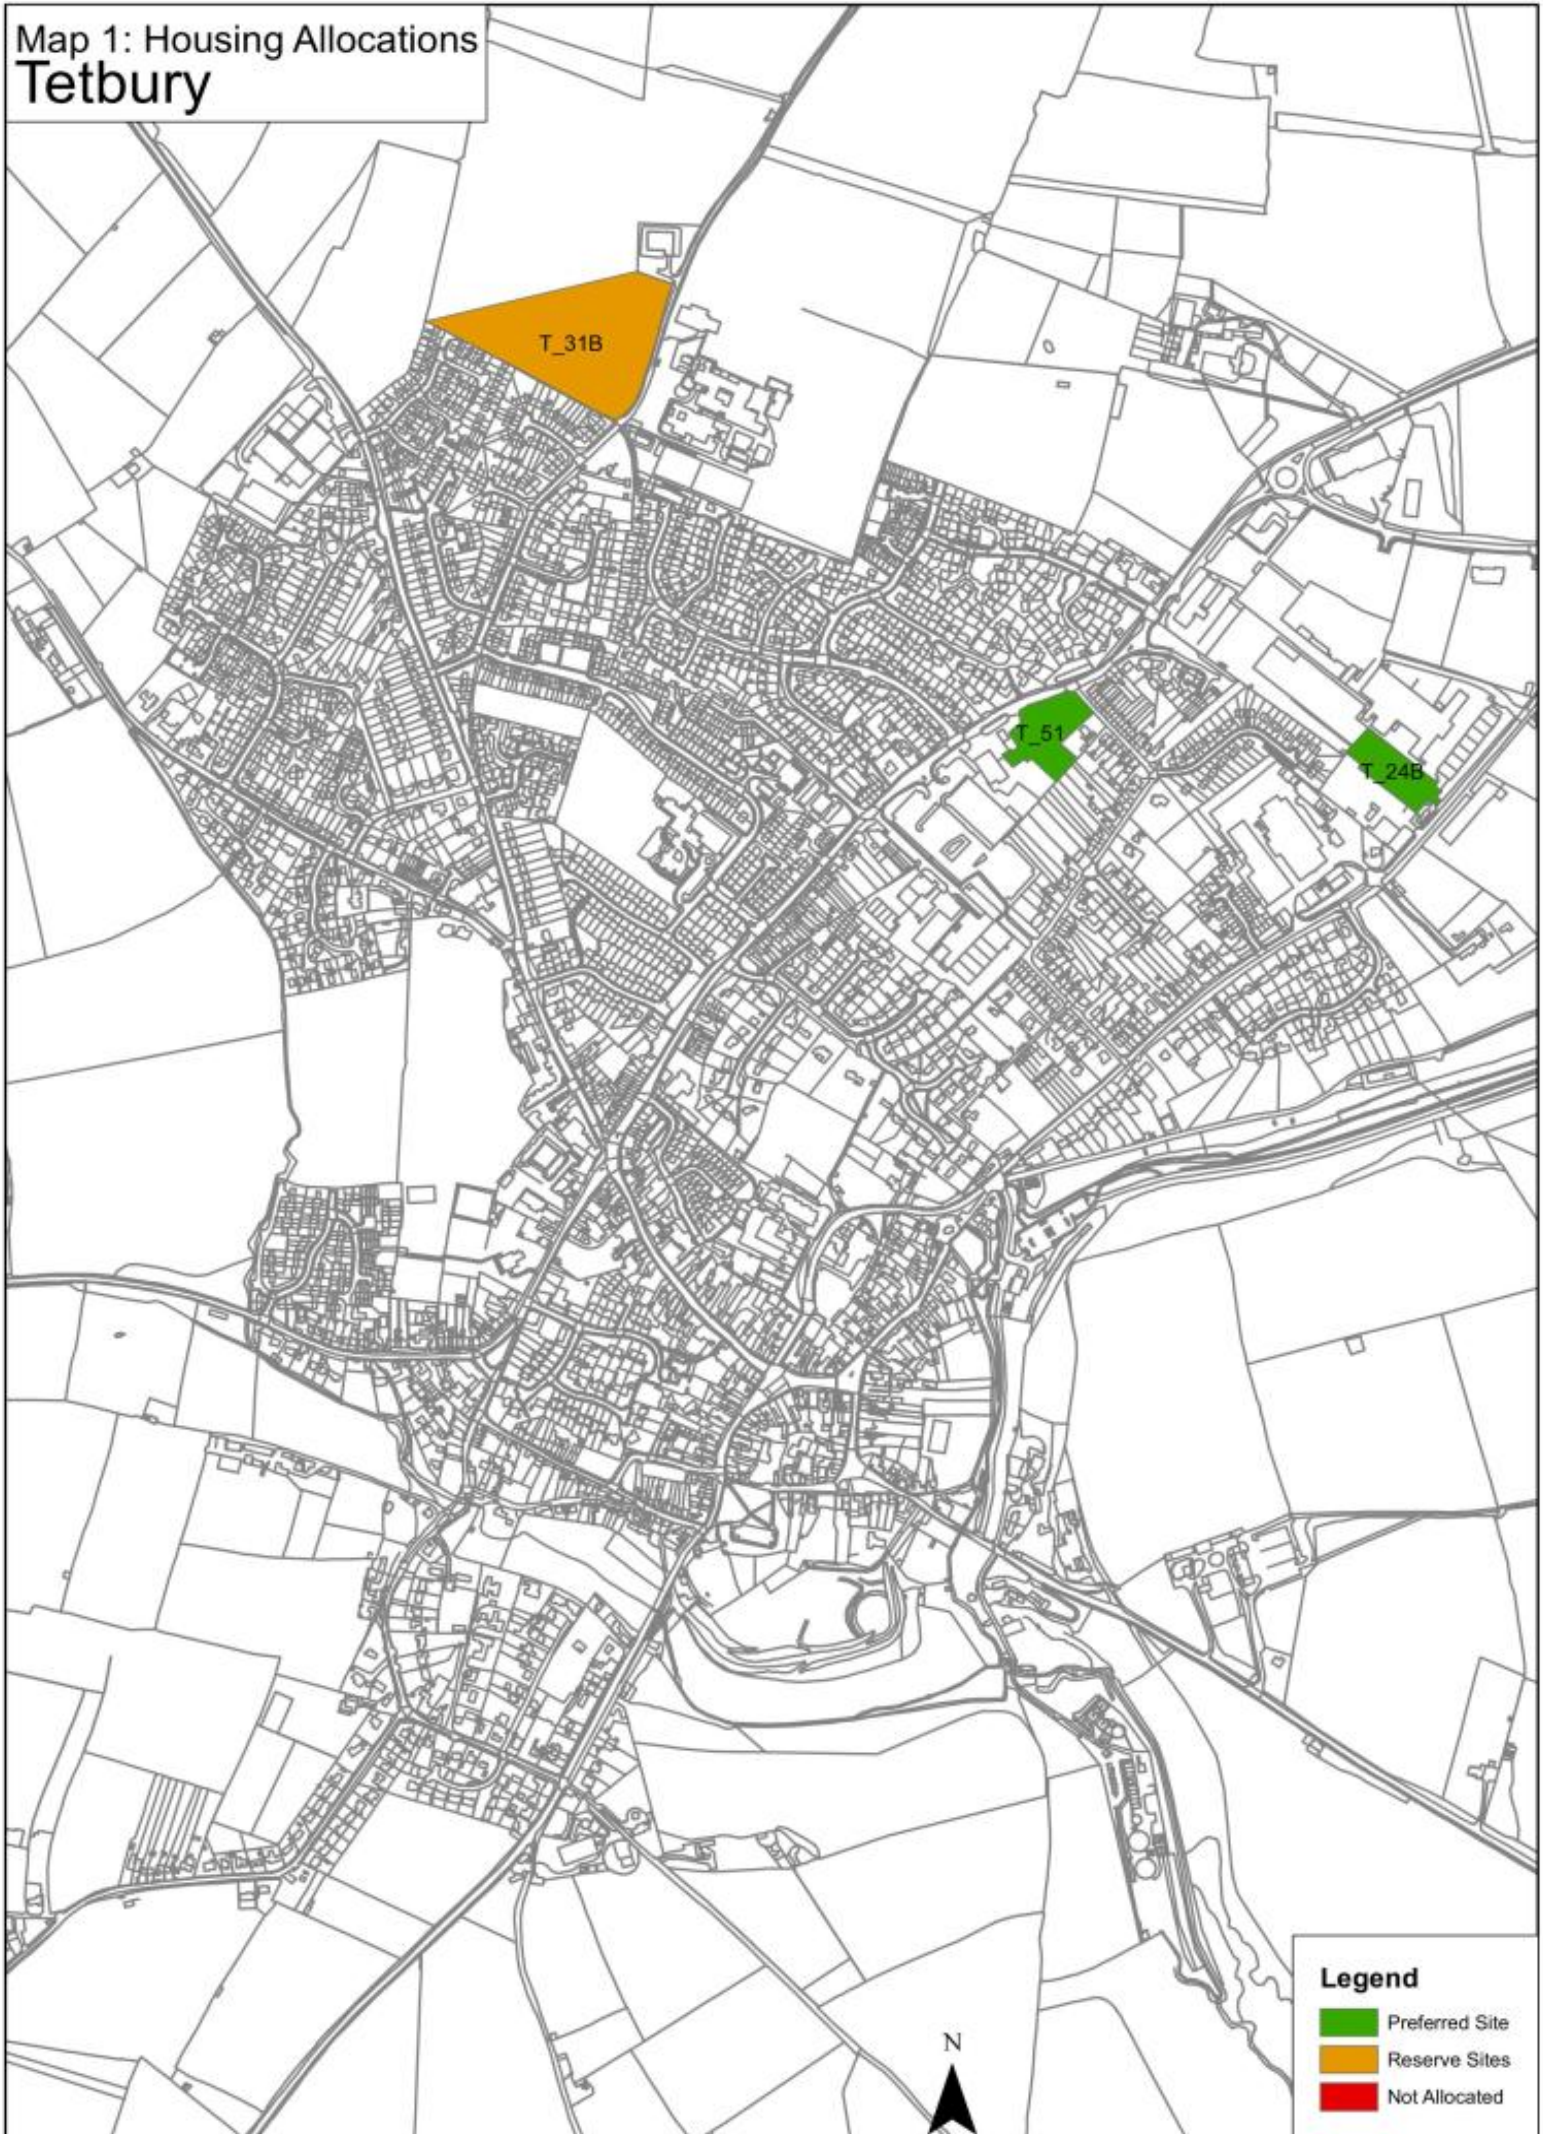 Map 1: Housing Allocations
Tetbury
T_31B
T_51
T_24B
N
Legend
Preferred Site
Reserve Sites
Not Allocated